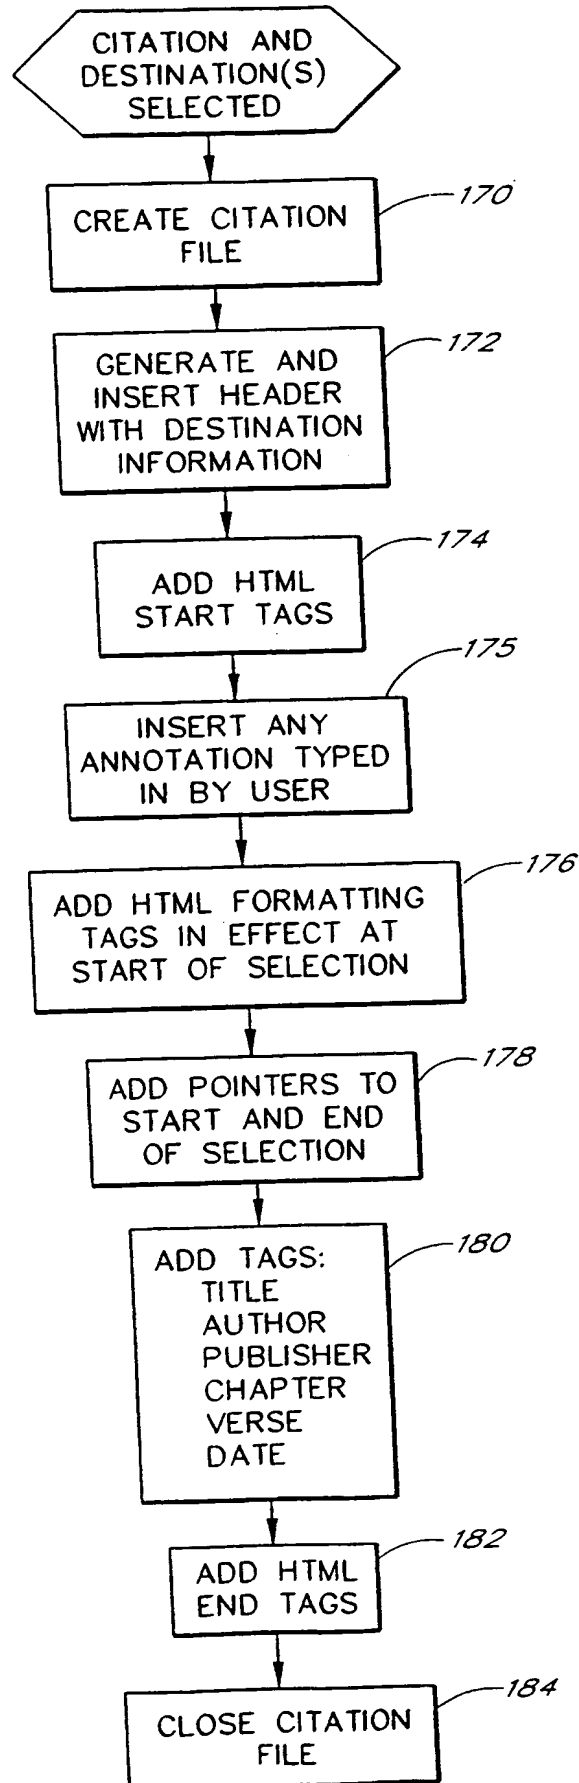 CITATION AND
DESTINATION(S)
SELECTED
170
CREATE CITATION
FILE
172
GENERATE AND
INSERT HEADER
WITH DESTINATION
INFORMATION
174
ADD HTML
START TAGS
175
INSERT ANY
ANNOTATION TYPED
IN BY USER
176
ADD HTML FORMATTING
TAGS IN EFFECT AT
START OF SELECTION
178
ADD POINTERS TO
START AND END
OF SELECTION
180
ADD TAGS:
TITLE
AUTHOR
PUBLISHER
CHAPTER
VERSE
DATE
182
ADD HTML
END TAGS
184
CLOSE CITATION
FILE